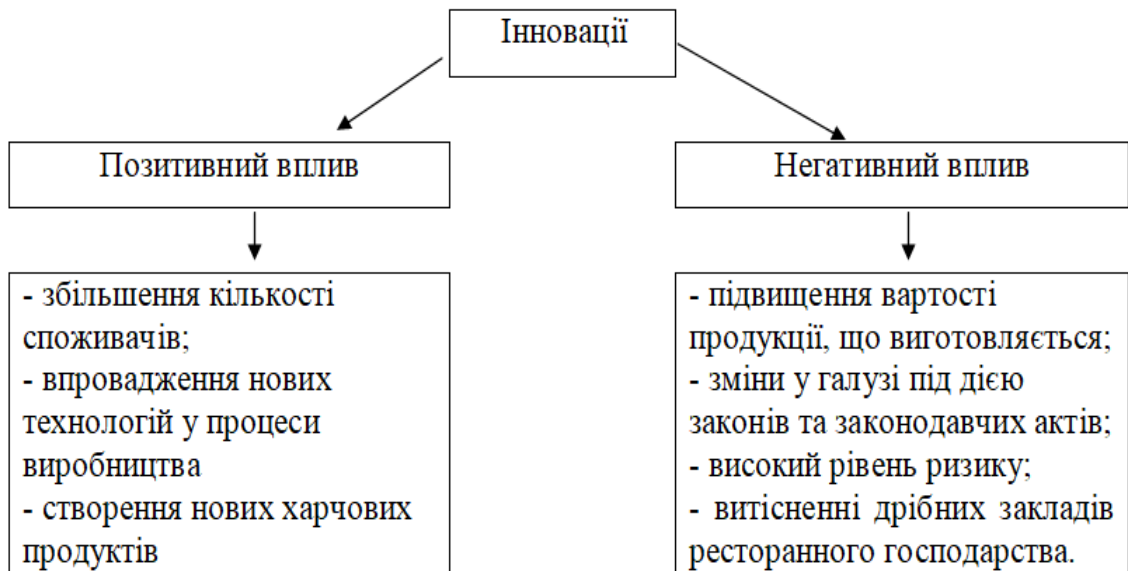 Інновації
Позитивний вплив
Негативний вплив
- збільшення кількості
споживачів;
- впровадження нових
технологій у процеси
виробництва
- створення нових харчових
продуктів
- підвищення вартості
продукції, що виготовляється;
- зміни у галузі під дією
законів та законодавчих актів;
- високий рівень ризику;
- витісненні дрібних закладів
ресторанного господарства.